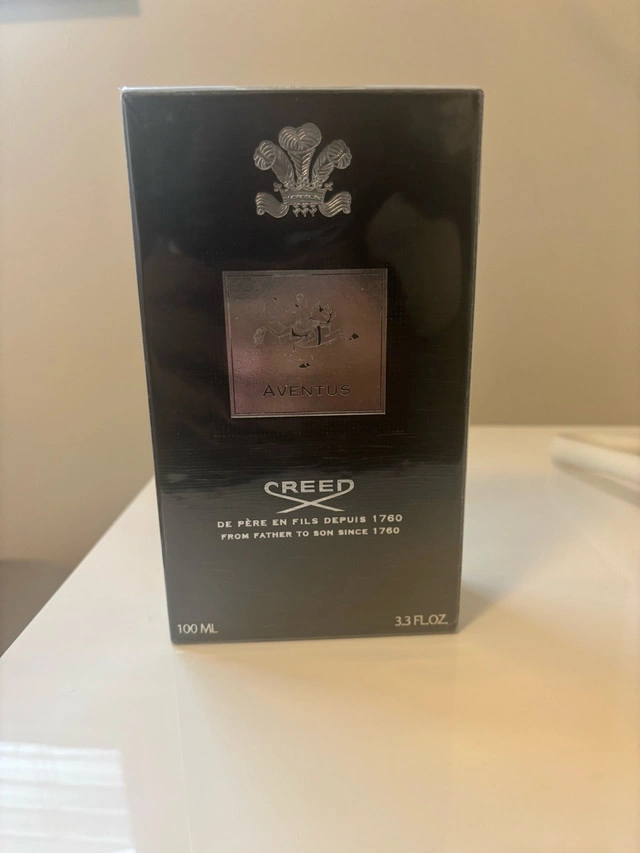 AVENTUS
CREED
DE PÈRE EN FILS DEPUIS 1760
FROM FATHER TO SON SINCE 1760
100 ML 3.3 FL.OZ.